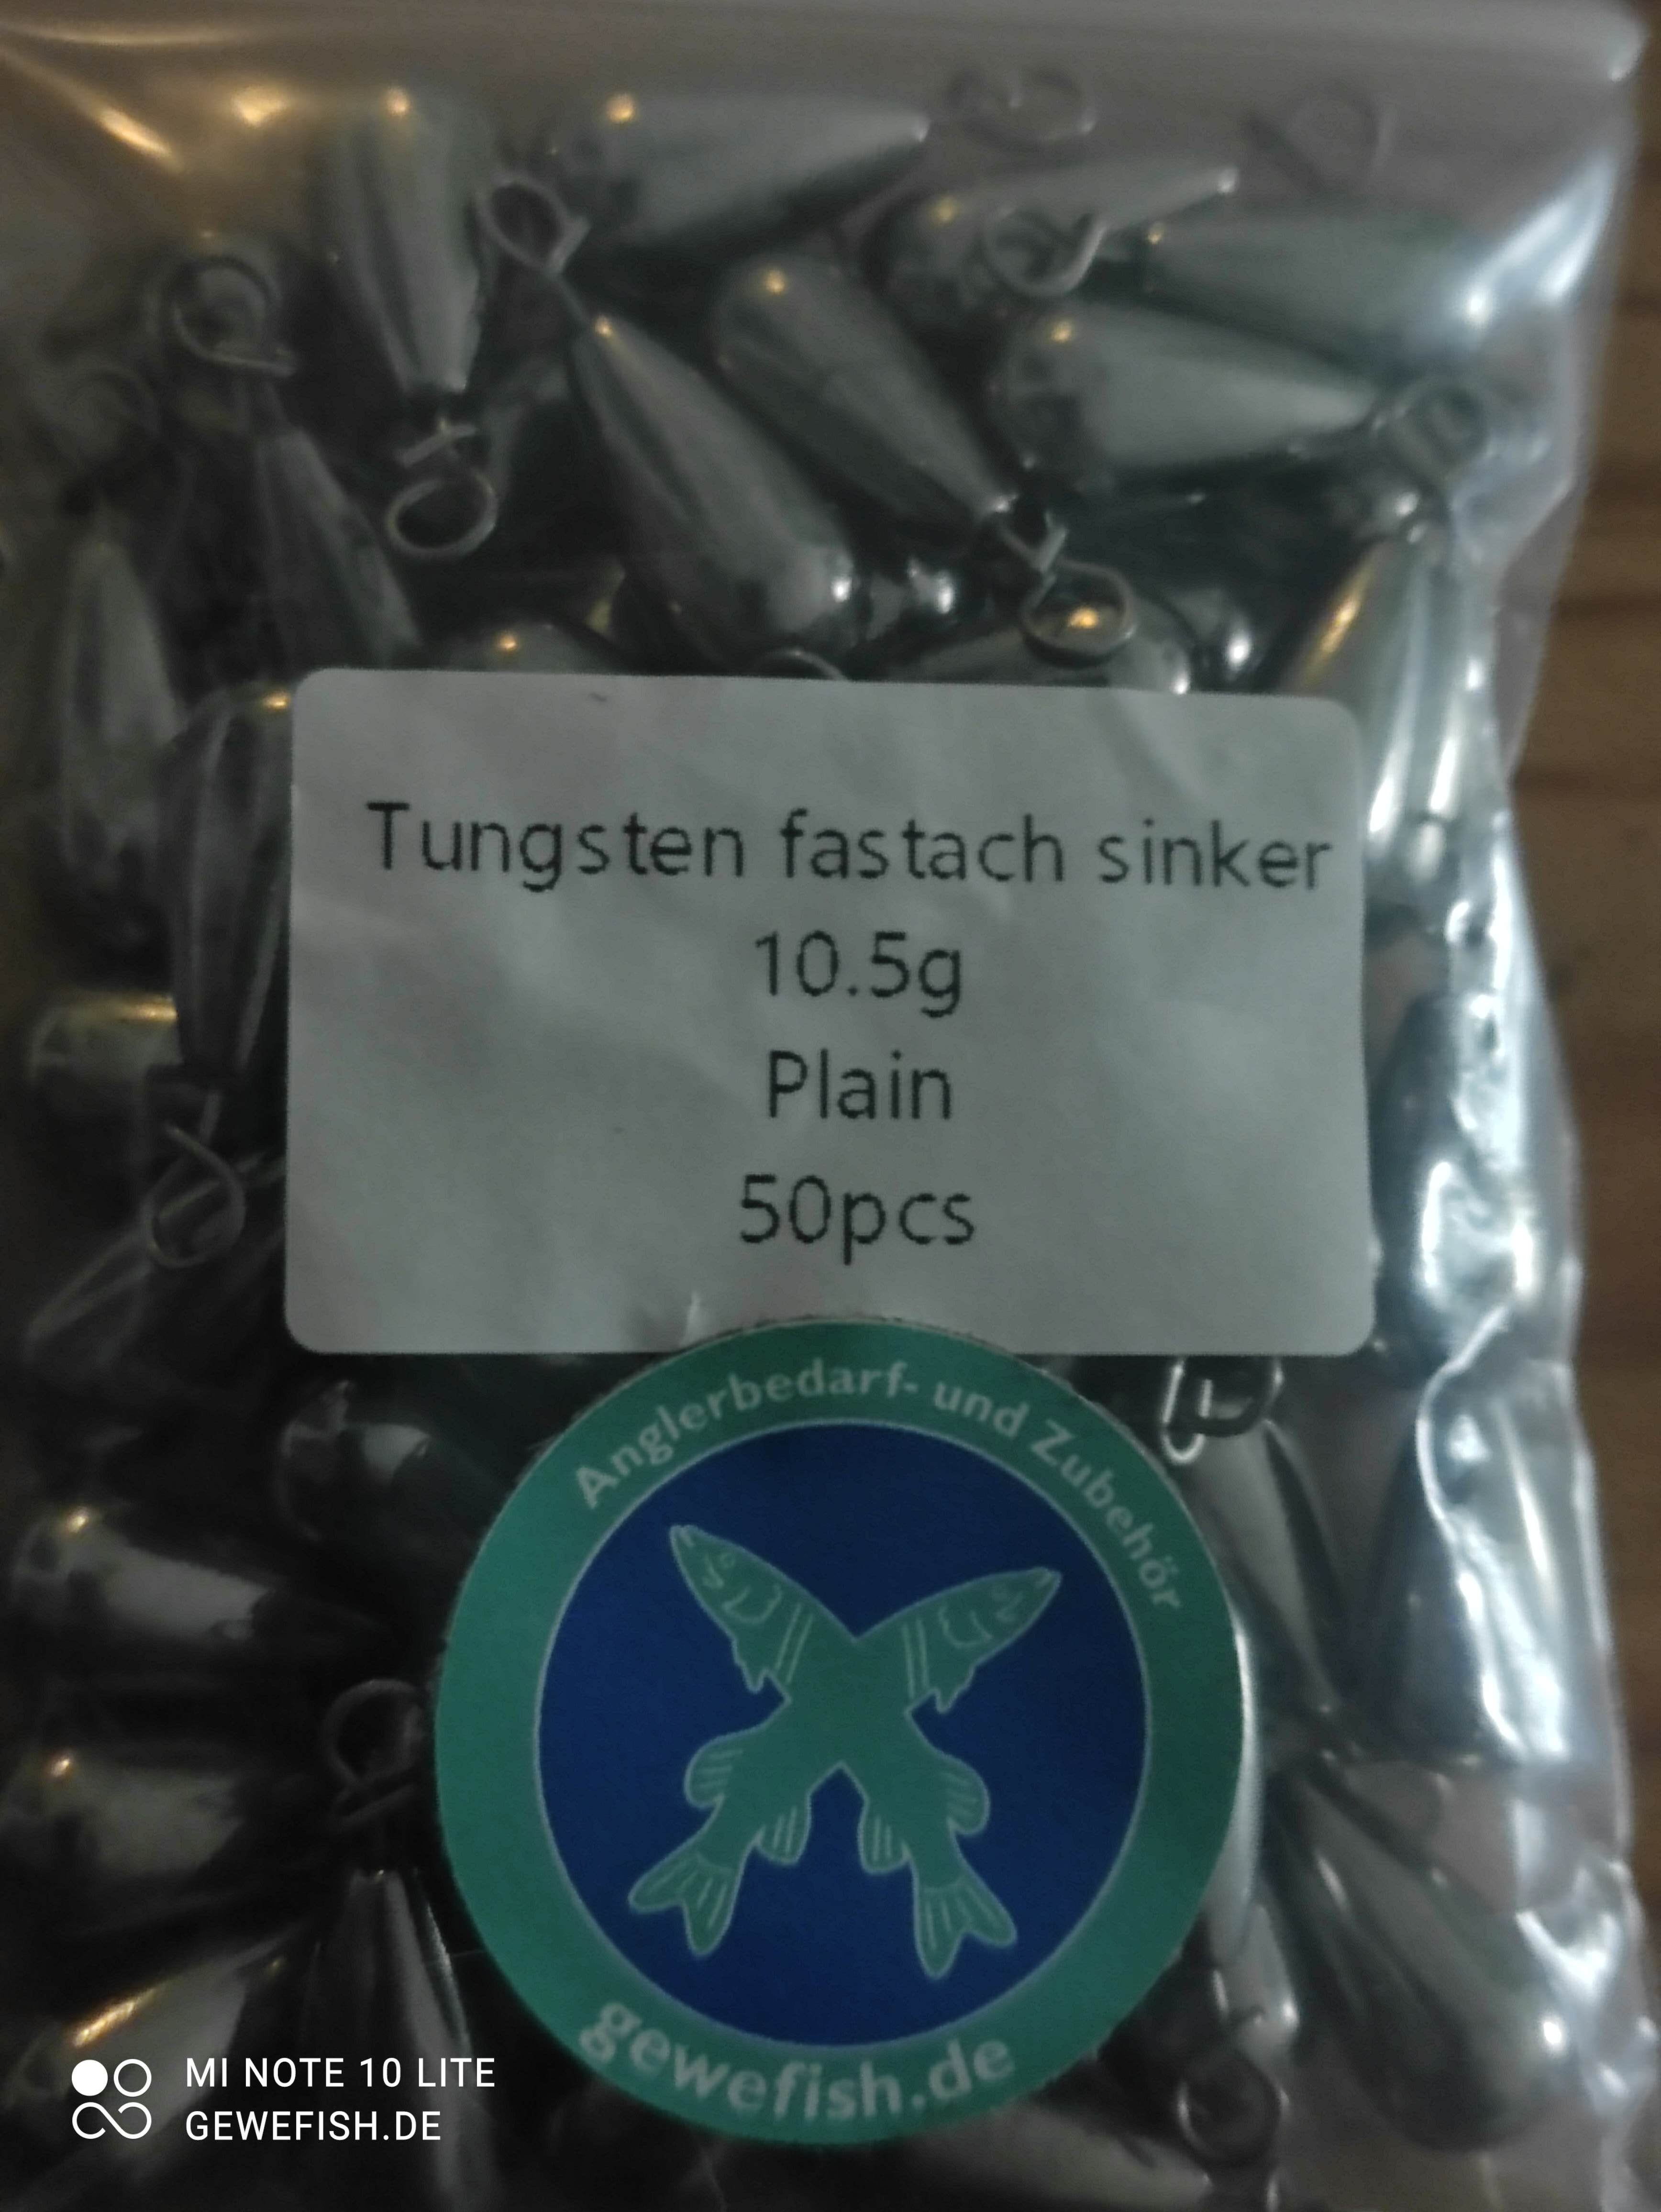 Tungsten fastach sinker
10.5g
Plain
50pcs
Anglerbedarf- und Zubehör
gewefish.de
MI NOTE 10 LITE
GEWEFISH.DE